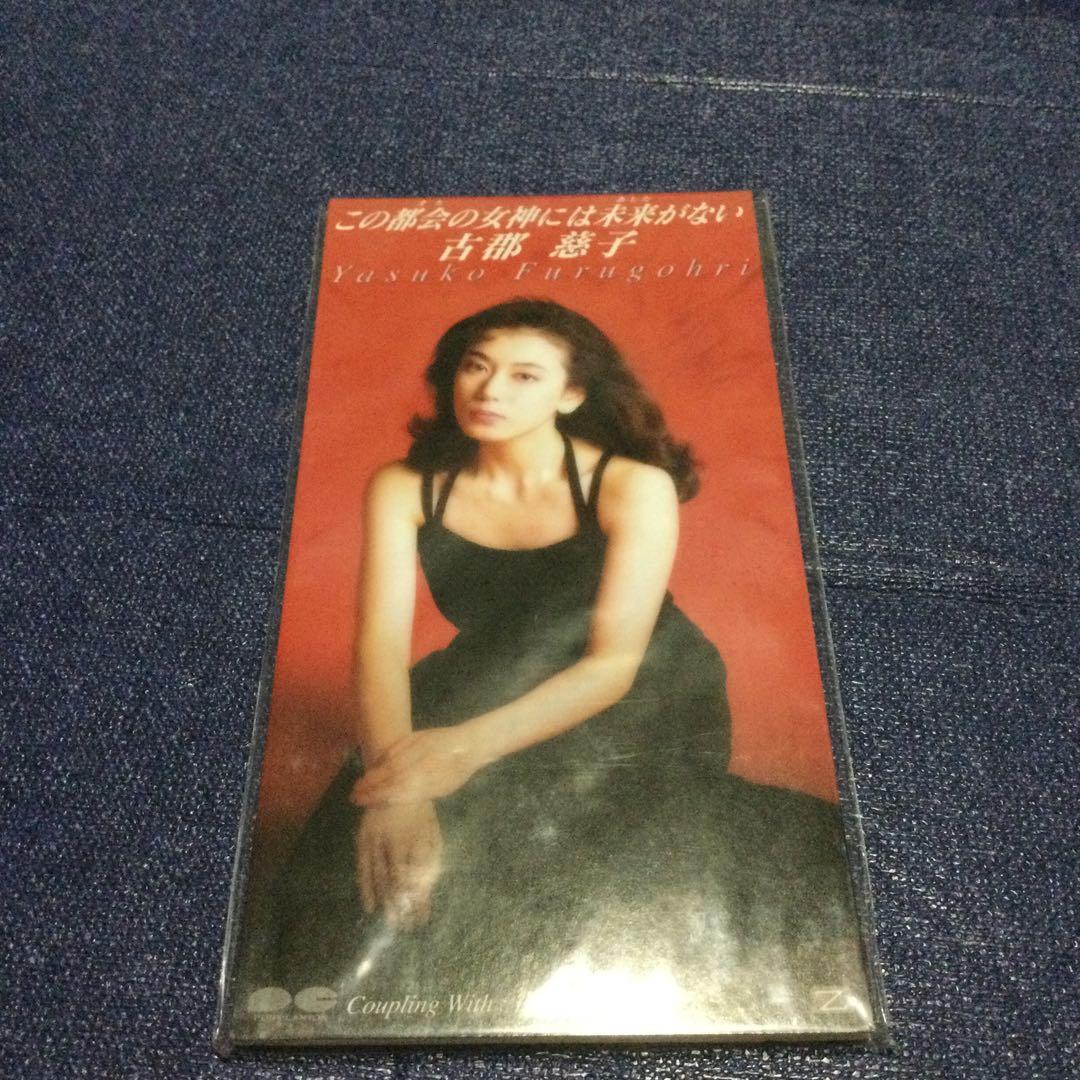 この都会の女神には未来がない
古郡 慈子
Yasuko Furugohri
Coupling With